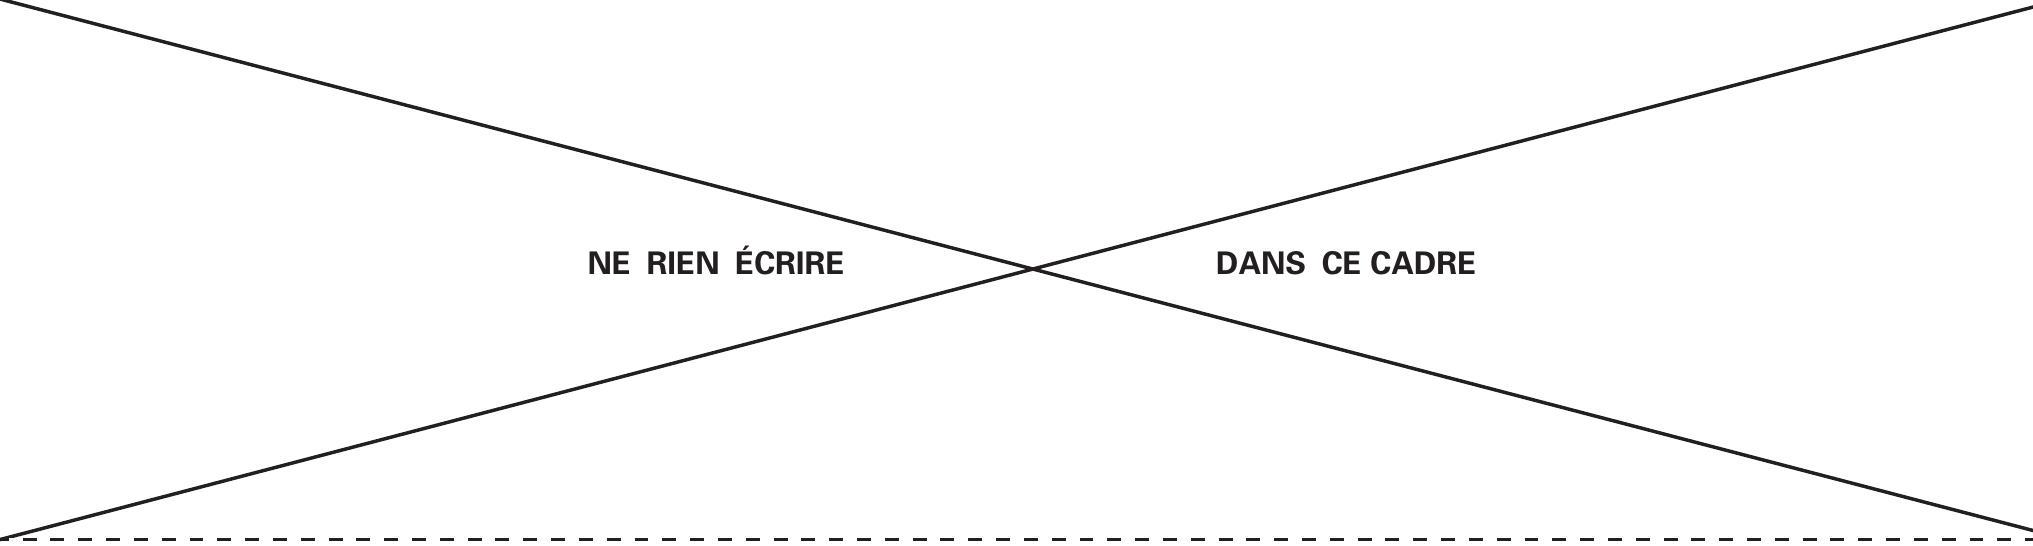 NE RIEN ÉCRIRE DANS CE CADRE